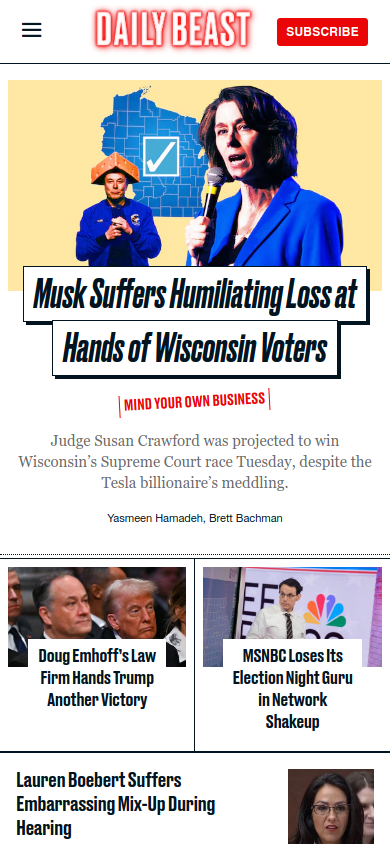 DAILY BEAST
SUBSCRIBE
Musk Suffers Humiliating Loss at
Hands of Wisconsin Voters
MIND YOUR OWN BUSINESS
Judge Susan Crawford was projected to win
Wisconsin’s Supreme Court race Tuesday, despite the
Tesla billionaire’s meddling.
Yasmeen Hamadeh, Brett Bachman
Doug Emhoff’s Law
Firm Hands Trump
Another Victory
MSNBC Loses Its
Election Night Guru
in Network
Shakeup
Lauren Boebert Suffers
Embarrassing Mix-Up During
Hearing